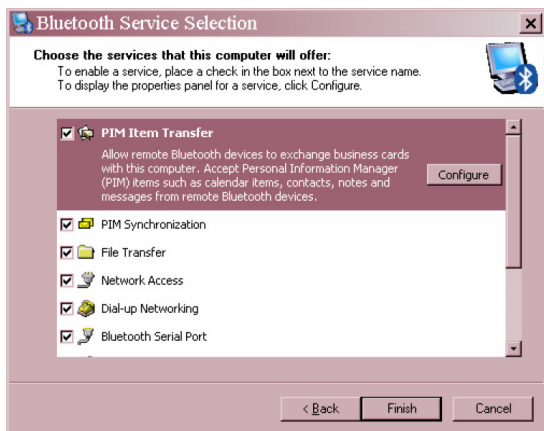 Bluetooth Service Selection
Choose the services that this computer will offer:
To enable a service, place a check in the box next to the service name.
To display the properties panel for a service, click Configure.
PIM Item Transfer
Allow remote Bluetooth devices to exchange business cards
with this computer. Accept Personal Information Manager
(PIM) items such as calendar items, contacts, notes and
messages from remote Bluetooth devices.
Configure
PIM Synchronization
File Transfer
Network Access
Dial-up Networking
Bluetooth Serial Port
< Back
Finish
Cancel